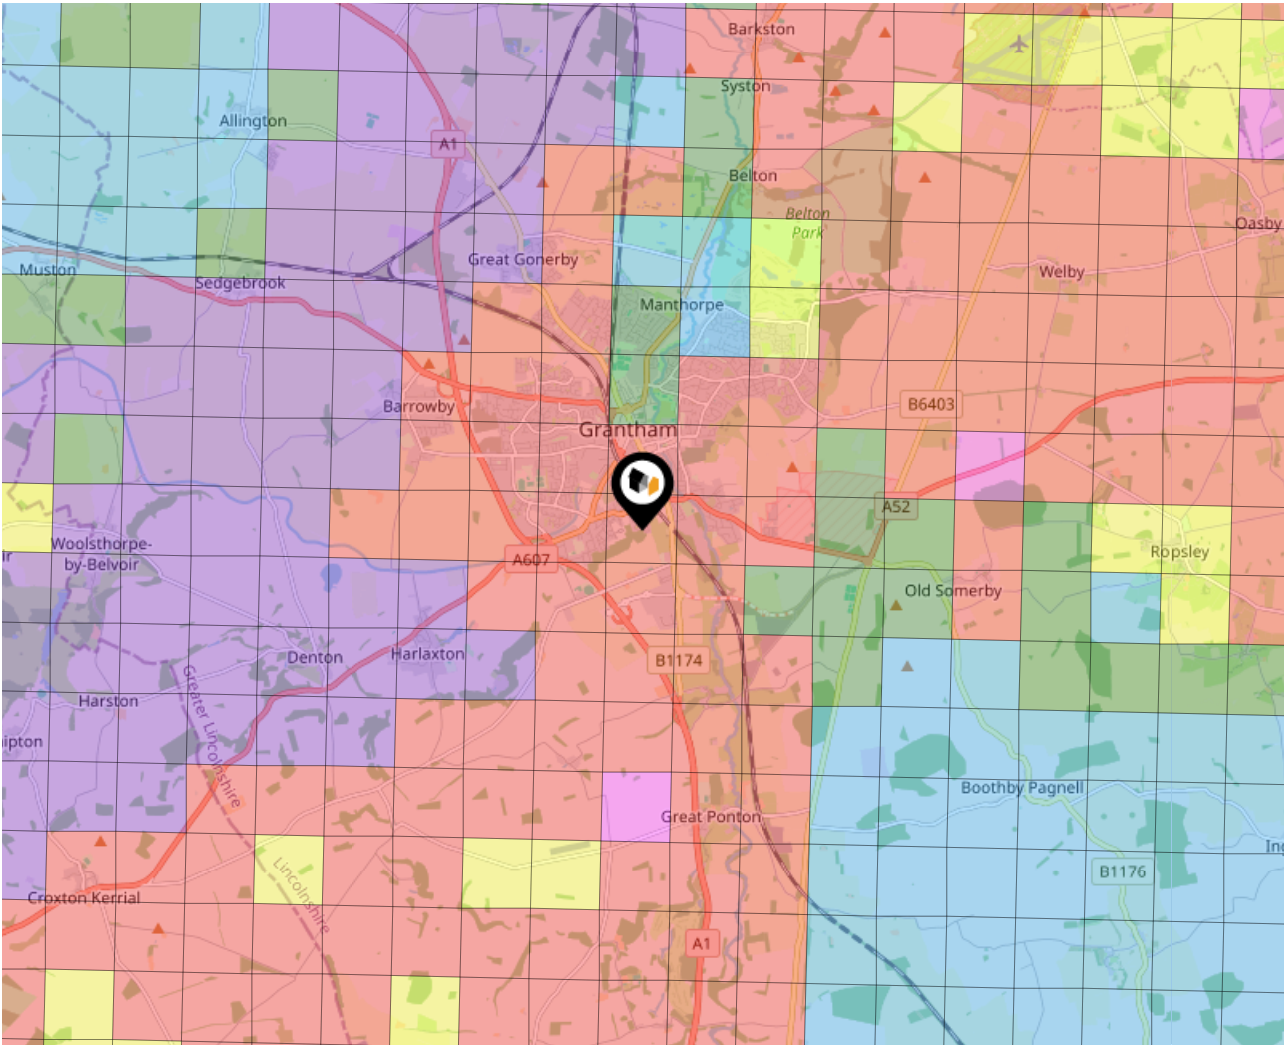 Barkston
Syston
Allington
A1
Belton
Belton
Park
Oasby
Great Gonerby
Muston
Sedgebrook
Welby
Manthorpe
Barrowby
B6403
Grantham
A52
Woolsthorpe-
by-Belvoir
ir
A607
Ropsley
Old Somerby
Denton
Harlaxton
B1174
Harston
Greater Lincolnshire
ipton
Boothby Pagnell
Great Ponton
Ing
B1176
Lincolnshire
Croxton Kerrial
A1